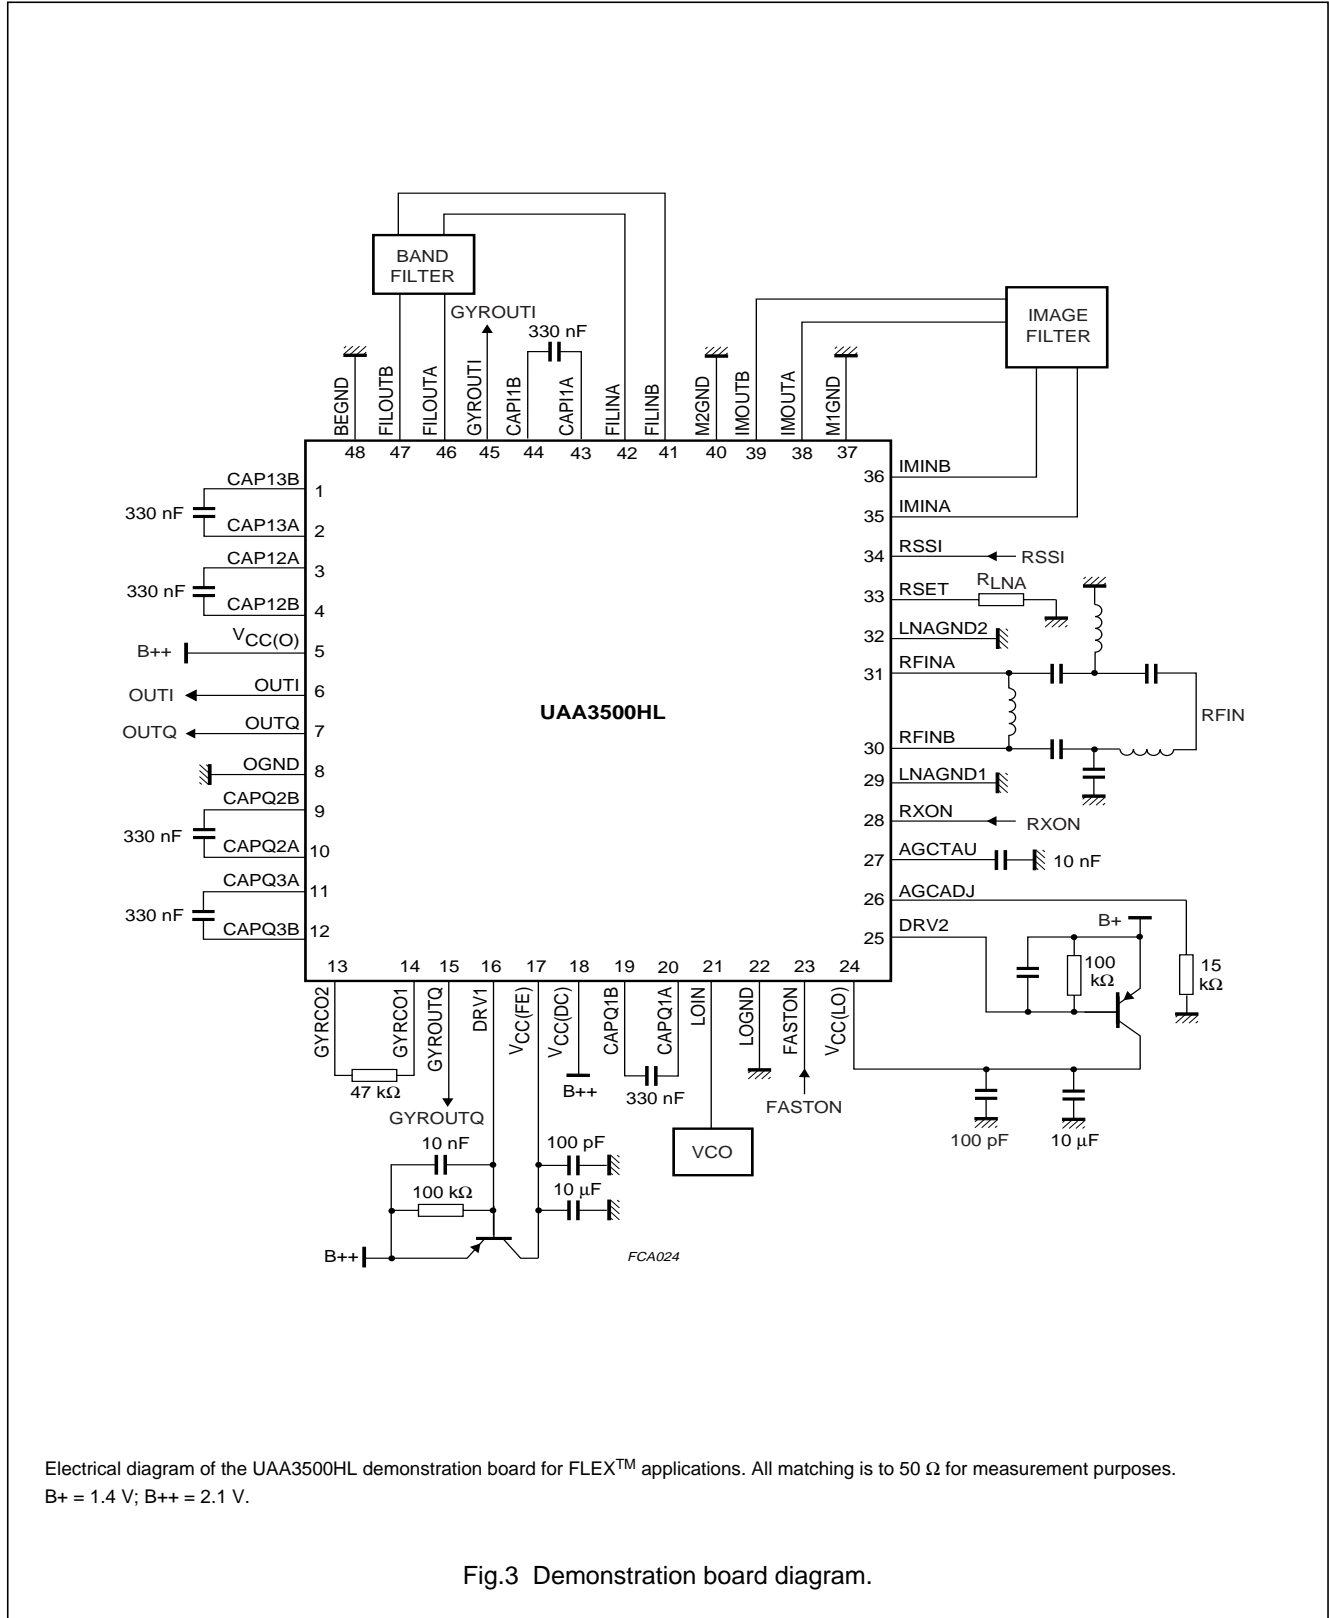 BAND
FILTER
GYROUTI
330 nF
IMAGE
FILTER
BEGND
FILOUTB
FILOUTA
GYROUTI
CAPI1B
CAPI1A
FILINA
FILINB
M2GND
IMOUTB
IMOUTA
M1GND
48 47 46 45 44 43 42 41 40 39 38 37
CAP13B
1
330 nF
CAP13A
2
CAP12A
3
330 nF
CAP12B
4
VCC(O)
B++
5
OUTI
OUTI
6
OUTQ
OUTQ
7
OGND
8
CAPQ2B
9
330 nF
CAPQ2A
10
CAPQ3A
11
330 nF
CAPQ3B
12
UAA3500HL
36 IMINB
35 IMINA
34 RSSI
RSSI
RLNA
33 RSET
32 LNAGND2
31 RFINA
RFIN
30 RFINB
29 LNAGND1
28 RXON
RXON
27 AGCTAU
10 nF
26 AGCADJ
B+
25 DRV2
100
kΩ
15
kΩ
13 14 15 16 17 18 19 20 21 22 23 24
GYRCO2
GYRCO1
GYROUTQ
DRV1
VCC(FE)
VCC(DC)
CAPQ1B
CAPQ1A
LOIN
LOGND
FASTON
VCC(LO)
47 kΩ
B++
330 nF
FASTON
GYROUTQ
100 pF
10 µF
10 nF
100 pF
VCO
100 kΩ
10 µF
B++
FCA024
Electrical diagram of the UAA3500HL demonstration board for FLEX™ applications. All matching is to 50 Ω for measurement purposes.
B+ = 1.4 V; B++ = 2.1 V.
Fig.3 Demonstration board diagram.